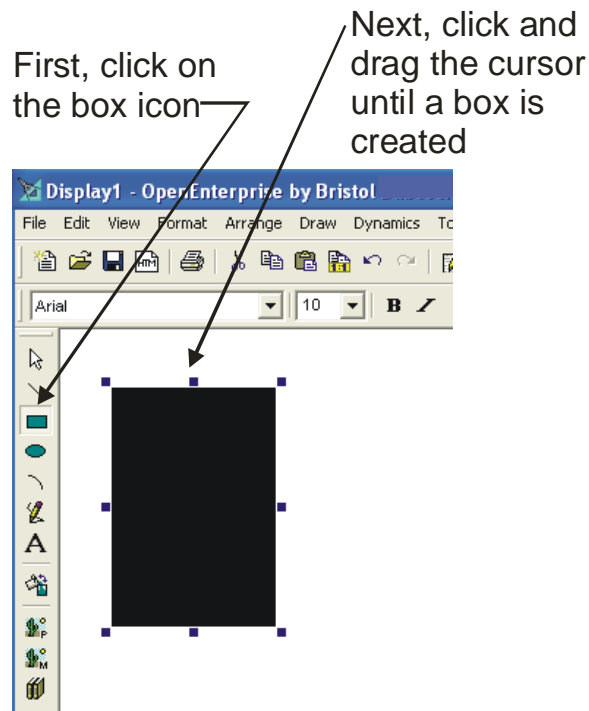 Next, click and
drag the cursor
until a box is
created
First, click on
the box icon
Display1 - OpenEnterprise by Bristol
File Edit View Format Arrange Draw Dynamics
Arial 10 B I
A
P
M